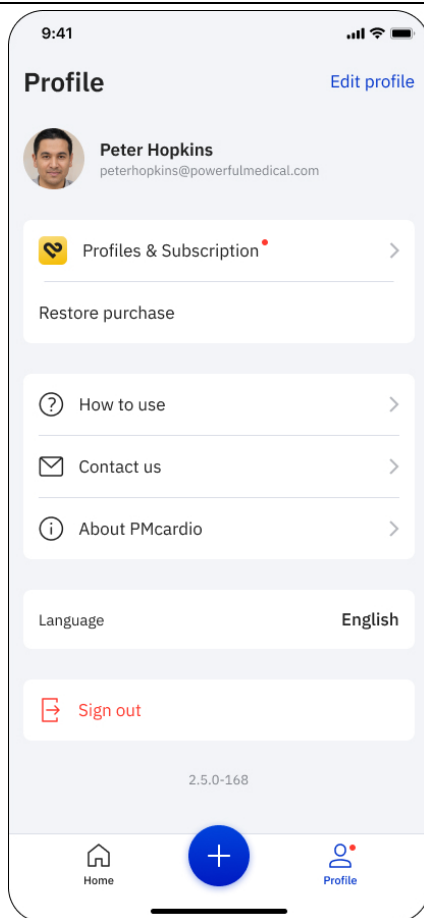 9:41
Profile
Edit profile
Peter Hopkins
peterhopkins@powerfulmedical.com
Profiles & Subscription
Restore purchase
How to use
Contact us
About PMcardio
Language
English
Sign out
2.5.0-168
Home
Profile